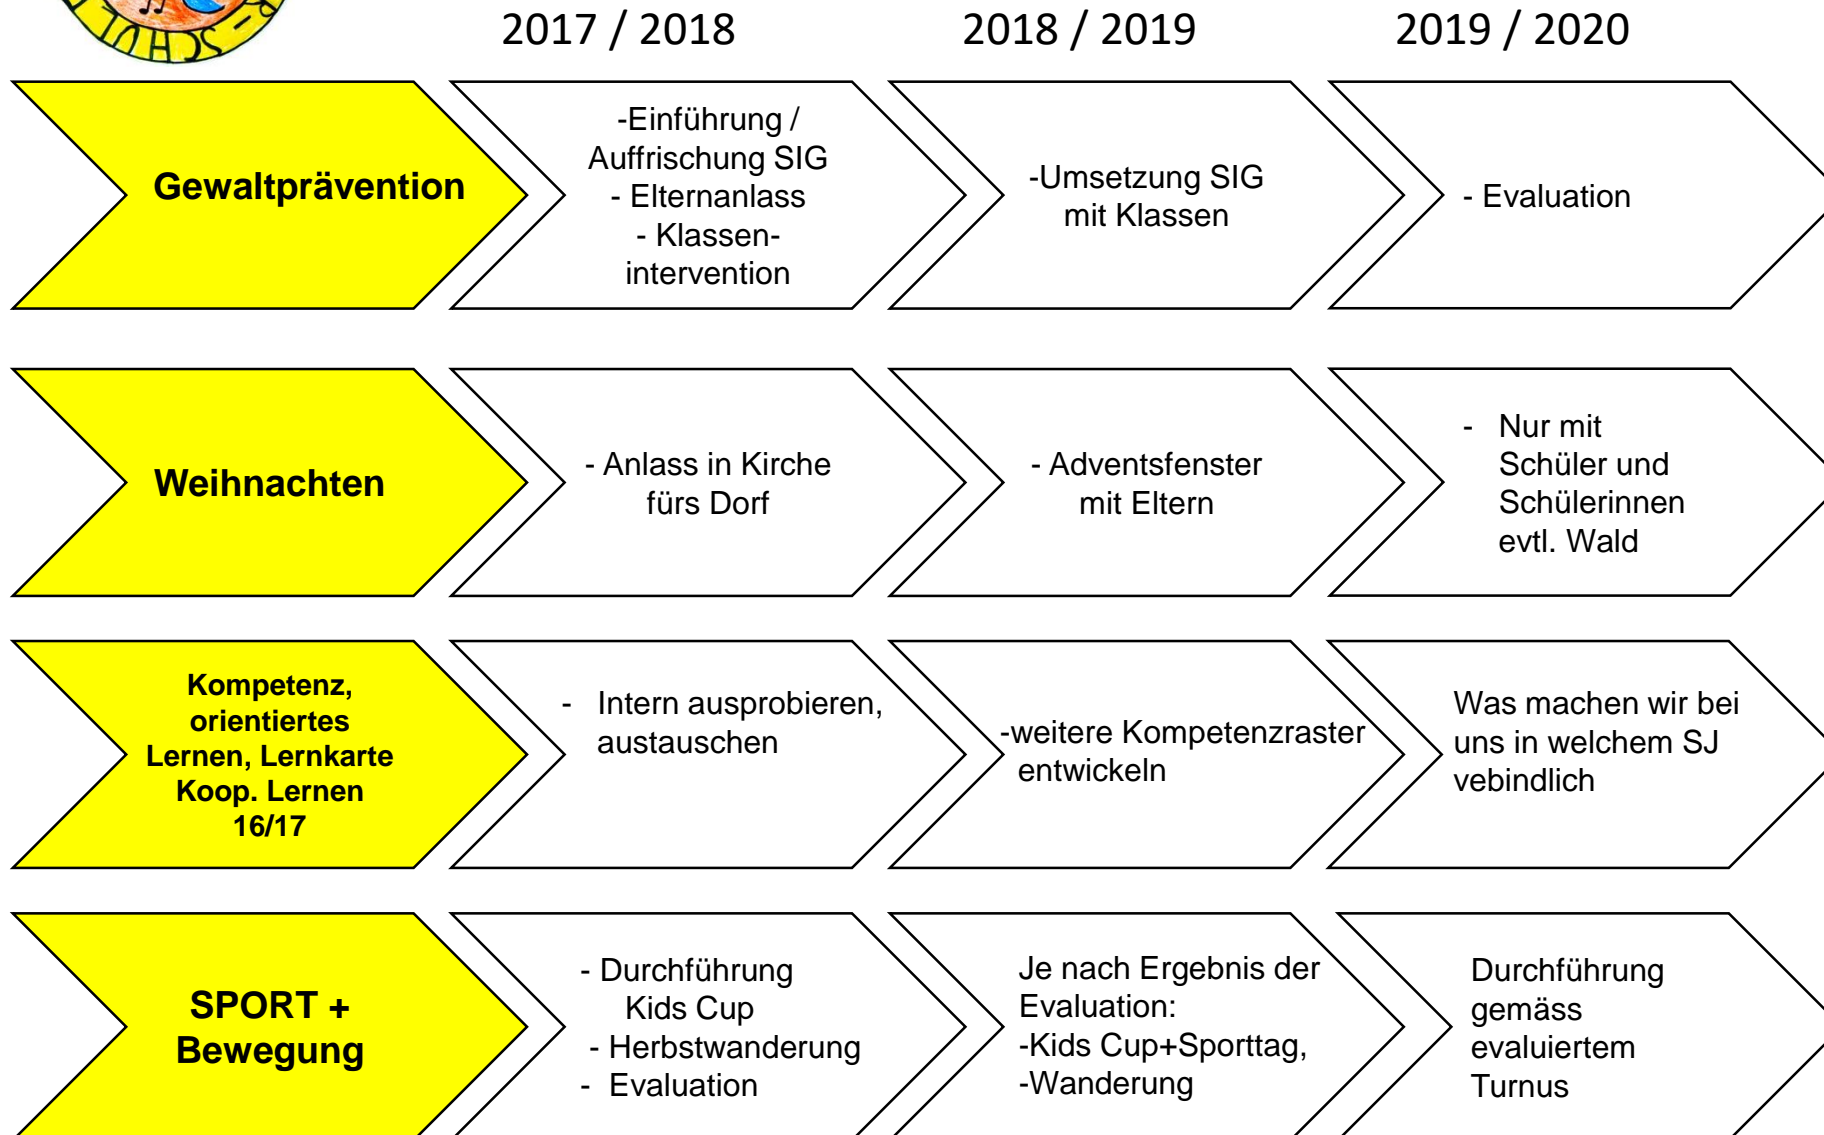 R-SCHUL
2017 / 2018
2018 / 2019
2019 / 2020
Gewaltprävention
-Einführung /
Auffrischung SIG
- Elternanlass
- Klassen-
intervention
-Umsetzung SIG
mit Klassen
- Evaluation
Weihnachten
- Anlass in Kirche
fürs Dorf
- Adventsfenster
mit Eltern
- Nur mit
Schüler und
Schülerinnen
evtl. Wald
Kompetenz,
orientiertes
Lernen, Lernkarte
Koop. Lernen
16/17
- Intern ausprobieren,
austauschen
-weitere Kompetenzraster
entwickeln
Was machen wir bei
uns in welchem SJ
vebindlich
SPORT +
Bewegung
- Durchführung
Kids Cup
- Herbstwanderung
- Evaluation
Je nach Ergebnis der
Evaluation:
-Kids Cup+Sporttag,
-Wanderung
Durchführung
gemäss
evaluiertem
Turnus